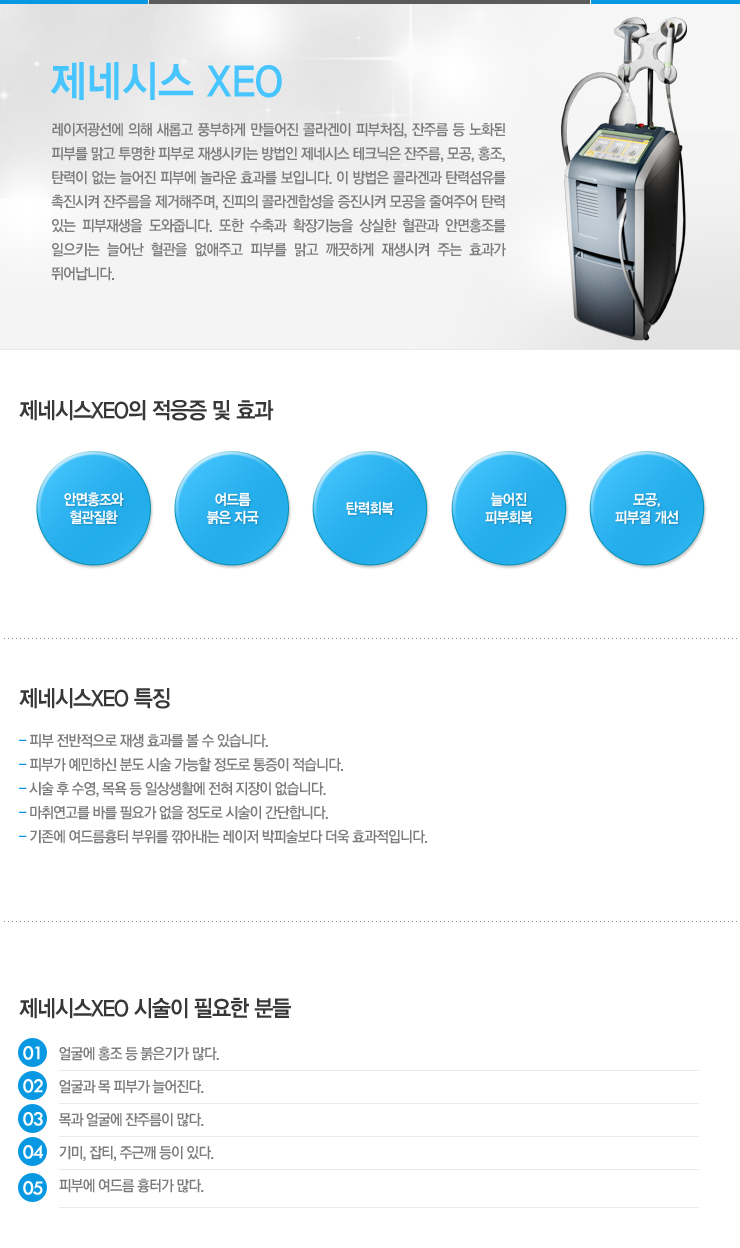 제네시스 XEO
레이저광선에 의해 새롭고 풍부하게 만들어진 콜라겐이 피부처짐, 잔주름 등 노화된
피부를 맑고 투명한 피부로 재생시키는 방법인 제네시스 테크닉은 잔주름, 모공, 홍조,
탄력이 없는 늘어진 피부에 놀라운 효과를 보입니다. 이 방법은 콜라겐과 탄력섬유를
촉진시켜 잔주름을 제거해주며, 진피의 콜라겐합성을 증진시켜 모공을 줄여주어 탄력
있는 피부재생을 도와줍니다. 또한 수축과 확장기능을 상실한 혈관과 안면홍조를
일으키는 늘어난 혈관을 없애주고 피부를 맑고 깨끗하게 재생시켜 주는 효과가
뛰어납니다.
제네시스XEO의 적응증 및 효과
안면홍조와
혈관질환
여드름
붉은 자국
탄력회복
늘어진
피부회복
모공,
피부결 개선
제네시스XEO 특징
- 피부 전반적으로 재생 효과를 볼 수 있습니다.
- 피부가 예민하신 분도 시술 가능할 정도로 통증이 적습니다.
- 시술 후 수영, 목욕 등 일상생활에 전혀 지장이 없습니다.
- 마취연고를 바를 필요가 없을 정도로 시술이 간단합니다.
- 기존에 여드름흉터 부위를 깎아내는 레이저 박피술보다 더욱 효과적입니다.
제네시스XEO 시술이 필요한 분들
01 얼굴에 홍조 등 붉은기가 많다.
02 얼굴과 목 피부가 늘어진다.
03 목과 얼굴에 잔주름이 많다.
04 기미, 잡티, 주근깨 등이 있다.
05 피부에 여드름 흉터가 많다.